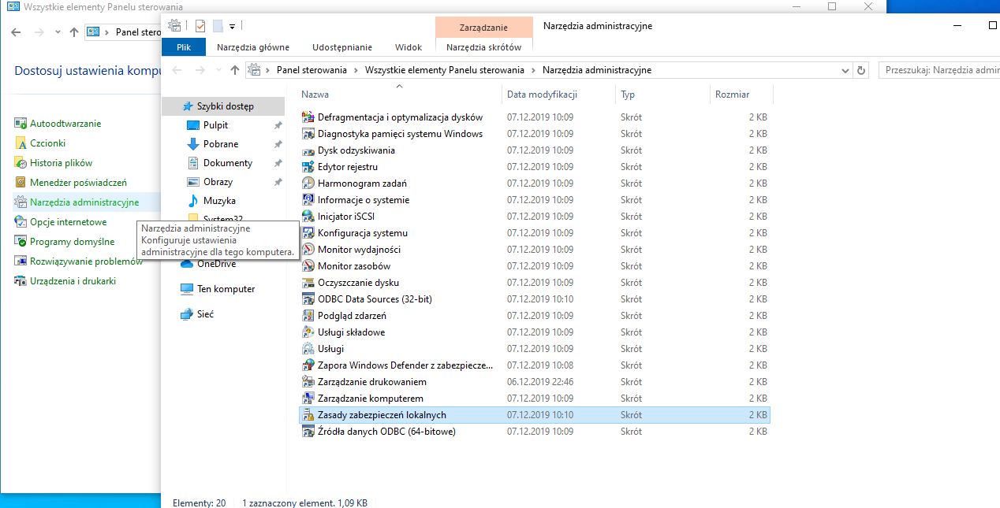 Wszystkie elementy Panelu sterowania
Panel stero
Dostosuj ustawienia kompu
Autoodtwarzanie
Czcionki
Historia plików
Menedżer poświadczeń
Narzędzia administracyjne
Opcje internetowe
Programy domyślne
Rozwiązywanie problemów
Urządzenia i drukarki
Narzędzia administracyjne
Konfiguruje ustawienia
administracyjne dla tego komputera.
Zarządzanie
Narzędzia administracyjne
Plik Narzędzia główne Udostępnianie Widok Narzędzia skrótów
Panel sterowania Wszystkie elementy Panelu sterowania Narzędzia administracyjne
Przeszukaj: Narzędzia admir
Szybki dostęp
Pulpit
Pobrane
Dokumenty
Obrazy
Muzyka
System32
OneDrive
Ten komputer
Sieć
Nazwa Data modyfikacji Typ Rozmiar
Defragmentacja i optymalizacja dysków 07.12.2019 10:09 Skrót 2 KB
Diagnostyka pamięci systemu Windows 07.12.2019 10:09 Skrót 2 KB
Dysk odzyskiwania 07.12.2019 10:09 Skrót 2 KB
Edytor rejestru 07.12.2019 10:09 Skrót 2 KB
Harmonogram zadań 07.12.2019 10:09 Skrót 2 KB
Informacje o systemie 07.12.2019 10:09 Skrót 2 KB
Inicjator iSCSI 07.12.2019 10:09 Skrót 2 KB
Konfiguracja systemu 07.12.2019 10:09 Skrót 2 KB
Monitor wydajności 07.12.2019 10:09 Skrót 2 KB
Monitor zasobów 07.12.2019 10:09 Skrót 2 KB
Oczyszczanie dysku 07.12.2019 10:09 Skrót 2 KB
ODBC Data Sources (32-bit) 07.12.2019 10:10 Skrót 2 KB
Podgląd zdarzeń 07.12.2019 10:09 Skrót 2 KB
Usługi składowe 07.12.2019 10:09 Skrót 2 KB
Usługi 07.12.2019 10:09 Skrót 2 KB
Zapora Windows Defender z zabezpiecze... 07.12.2019 10:08 Skrót 2 KB
Zarządzanie drukowaniem 06.12.2019 22:46 Skrót 2 KB
Zarządzanie komputerem 07.12.2019 10:09 Skrót 2 KB
Zasady zabezpieczeń lokalnych 07.12.2019 10:10 Skrót 2 KB
Źródła danych ODBC (64-bitowe) 07.12.2019 10:09 Skrót 2 KB
Elementy: 20 1 zaznaczony element. 1,09 KB